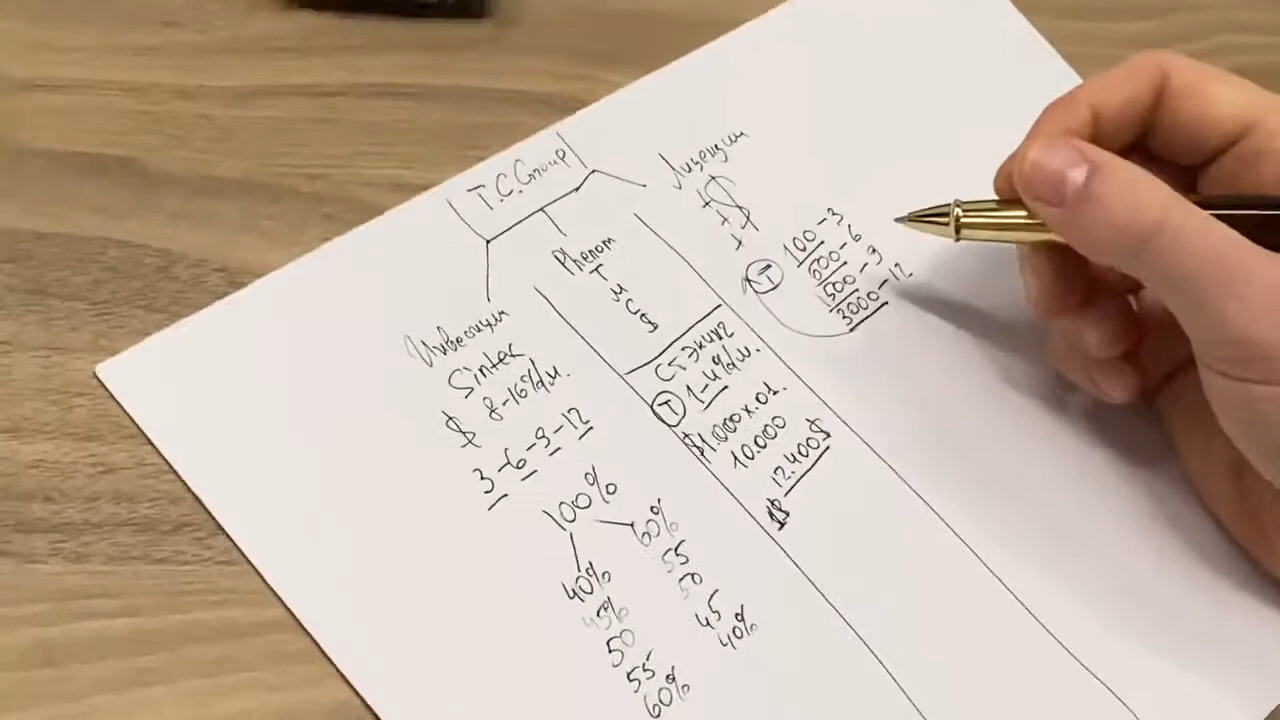 T.C.Group
Инвестиции
Sintec
$ 8-16%/м.
3-6-9-12
100%
40%
45%
50
55
60%
60%
55
50
45
40%
Phenom
T
M
C
$
СТЭКИНГ
T 1-4%/м.
$1.000 x.01.
10.000
12.400$
Лицензии
$
T 100-3
600-6
1500-9
3000-12